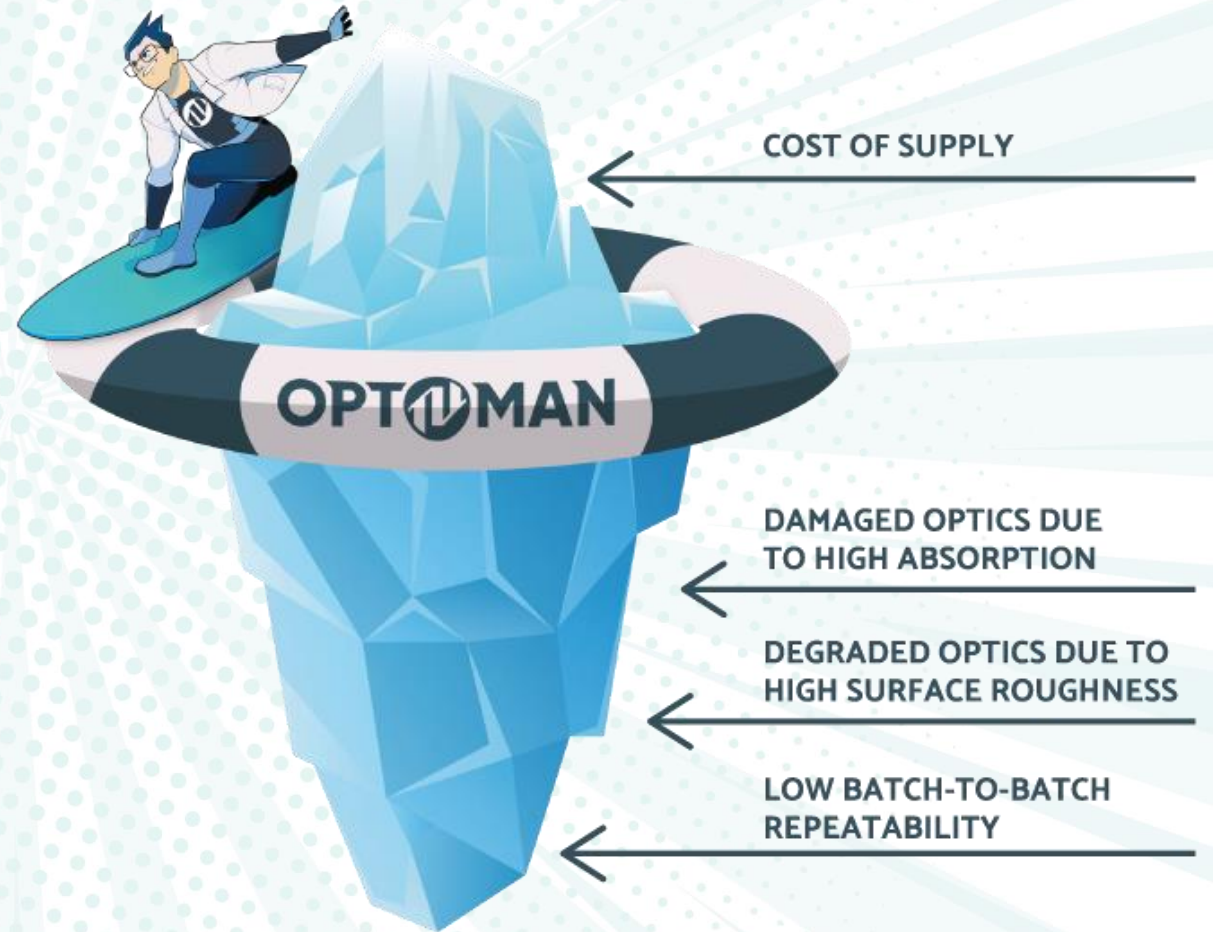 COST OF SUPPLY
OPTOMAN
DAMAGED OPTICS DUE
TO HIGH ABSORPTION
DEGRADED OPTICS DUE TO
HIGH SURFACE ROUGHNESS
LOW BATCH-TO-BATCH
REPEATABILITY